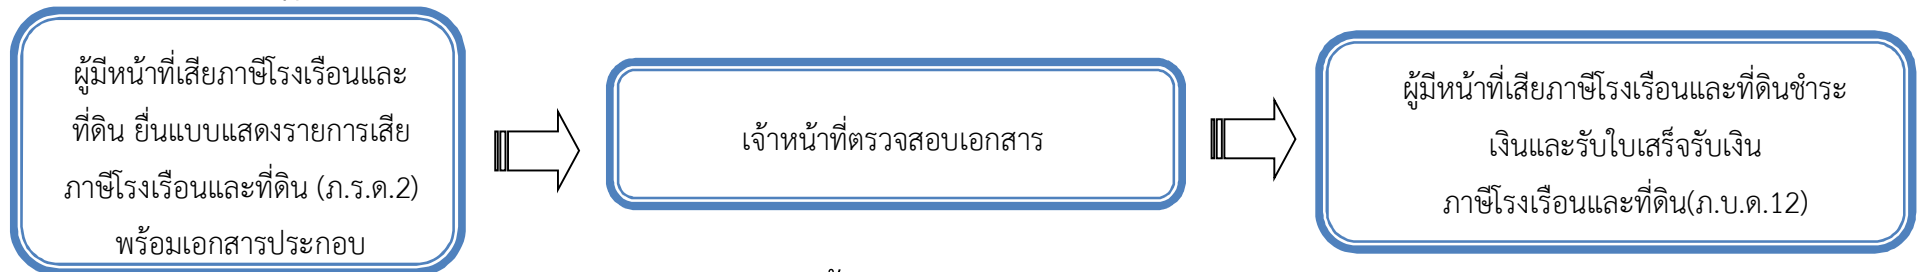 ผู้มีหน้าที่เสียภาษีโรงเรือนและ
ที่ดิน ยื่นแบบแสดงรายการเสีย
ภาษีโรงเรือนและที่ดิน (ภ.ร.ด.2)
พร้อมเอกสารประกอบ
เจ้าหน้าที่ตรวจสอบเอกสาร
ผู้มีหน้าที่เสียภาษีโรงเรือนและที่ดินชำระ
เงินและรับใบเสร็จรับเงิน
ภาษีโรงเรือนและที่ดิน(ภ.บ.ด.12)